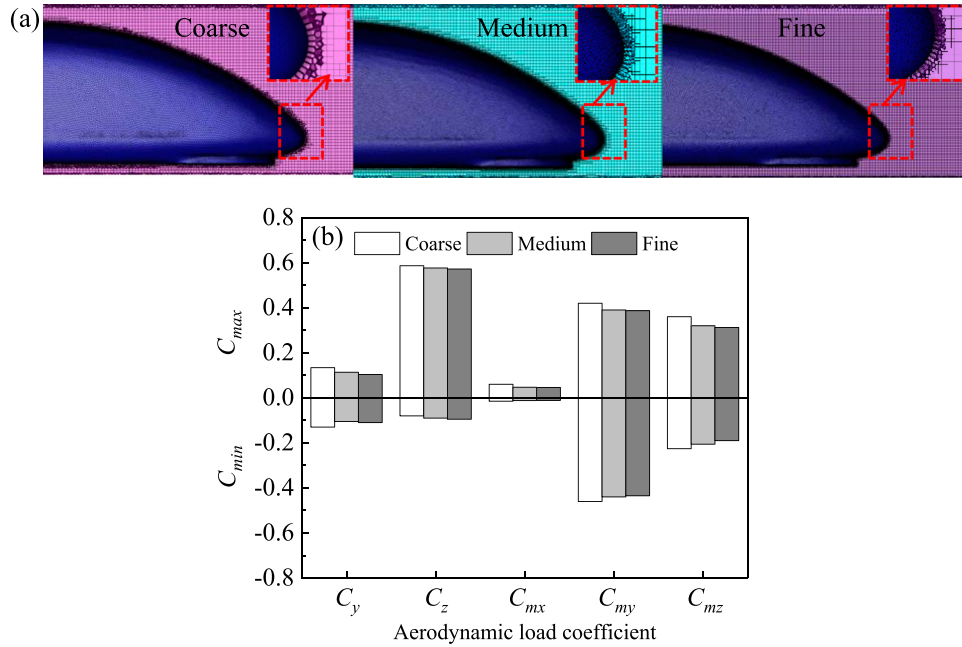 (a)
Coarse Medium Fine
(b)
Coarse Medium Fine
0.8
0.6
0.4
0.2
0.0
-0.2
-0.4
-0.6
-0.8
C_max
C_min
C_y C_z C_mx C_my C_mz
Aerodynamic load coefficient